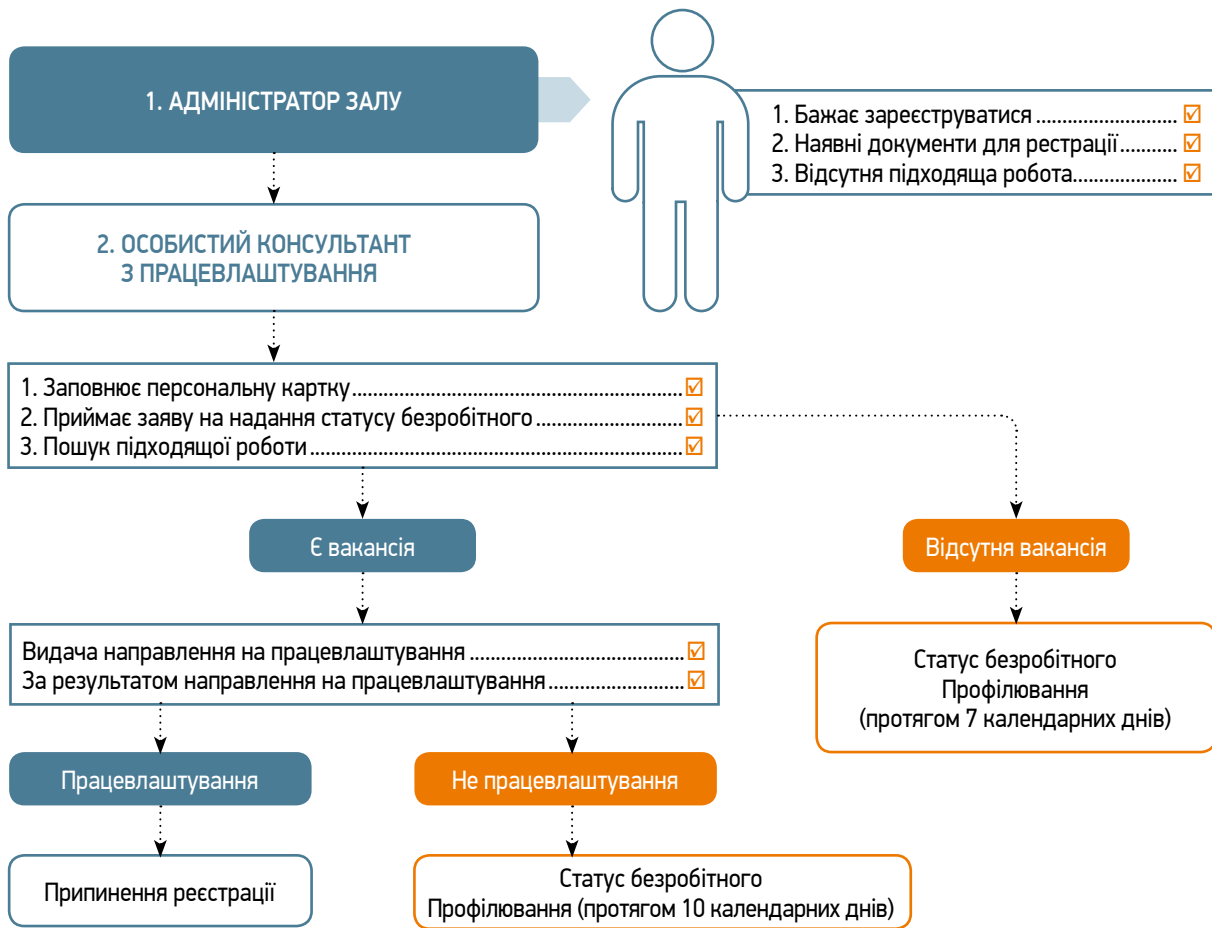 1. АДМІНІСТРАТОР ЗАЛУ
1. Бажає зареєструватися ............................ ☑
2. Наявні документи для рестрації........... ☑
3. Відсутня підходяща робота..................... ☑
2. ОСОБИСТИЙ КОНСУЛЬТАНТ
З ПРАЦЕВЛАШТУВАННЯ
1. Заповнює персональну картку................................................................ ☑
2. Приймає заяву на надання статусу безробітного ............................ ☑
3. Пошук підходящої роботи........................................................................ ☑
Є вакансія
Відсутня вакансія
Видача направлення на працевлаштування ......................................... ☑
За результатом направлення на працевлаштування......................... ☑
Статус безробітного
Профілювання
(протягом 7 календарних днів)
Працевлаштування
Не працевлаштування
Припинення реєстрації
Статус безробітного
Профілювання (протягом 10 календарних днів)